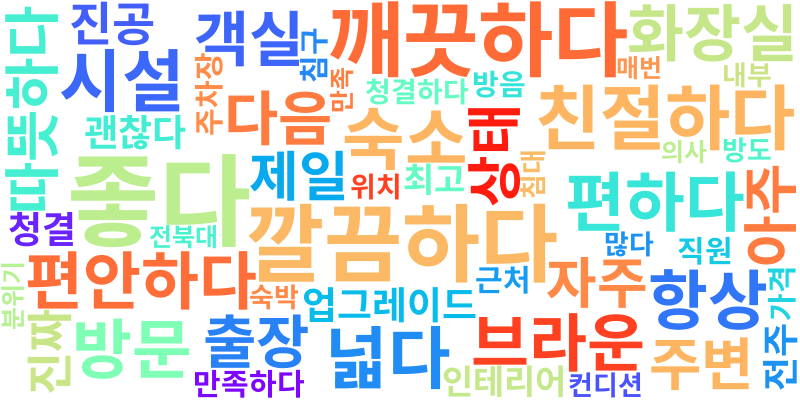 따뜻하다
진공
객실
침구
깨끗하다
화장실
시설
주차장
만족
청결하다
방음
매번
내부
괜찮다
다음
숙소
상태
친절하다
의사
방도
좋다
제일
위치
최고
침대
편하다
아주
청결
전북대
깔끔하다
많다
직원
분위기
편안하다
숙박
업그레이드
근처
자주
항상
가격
진짜
방문
출장
넓다
브라운
주변
전주
만족하다
인테리어
컨디션